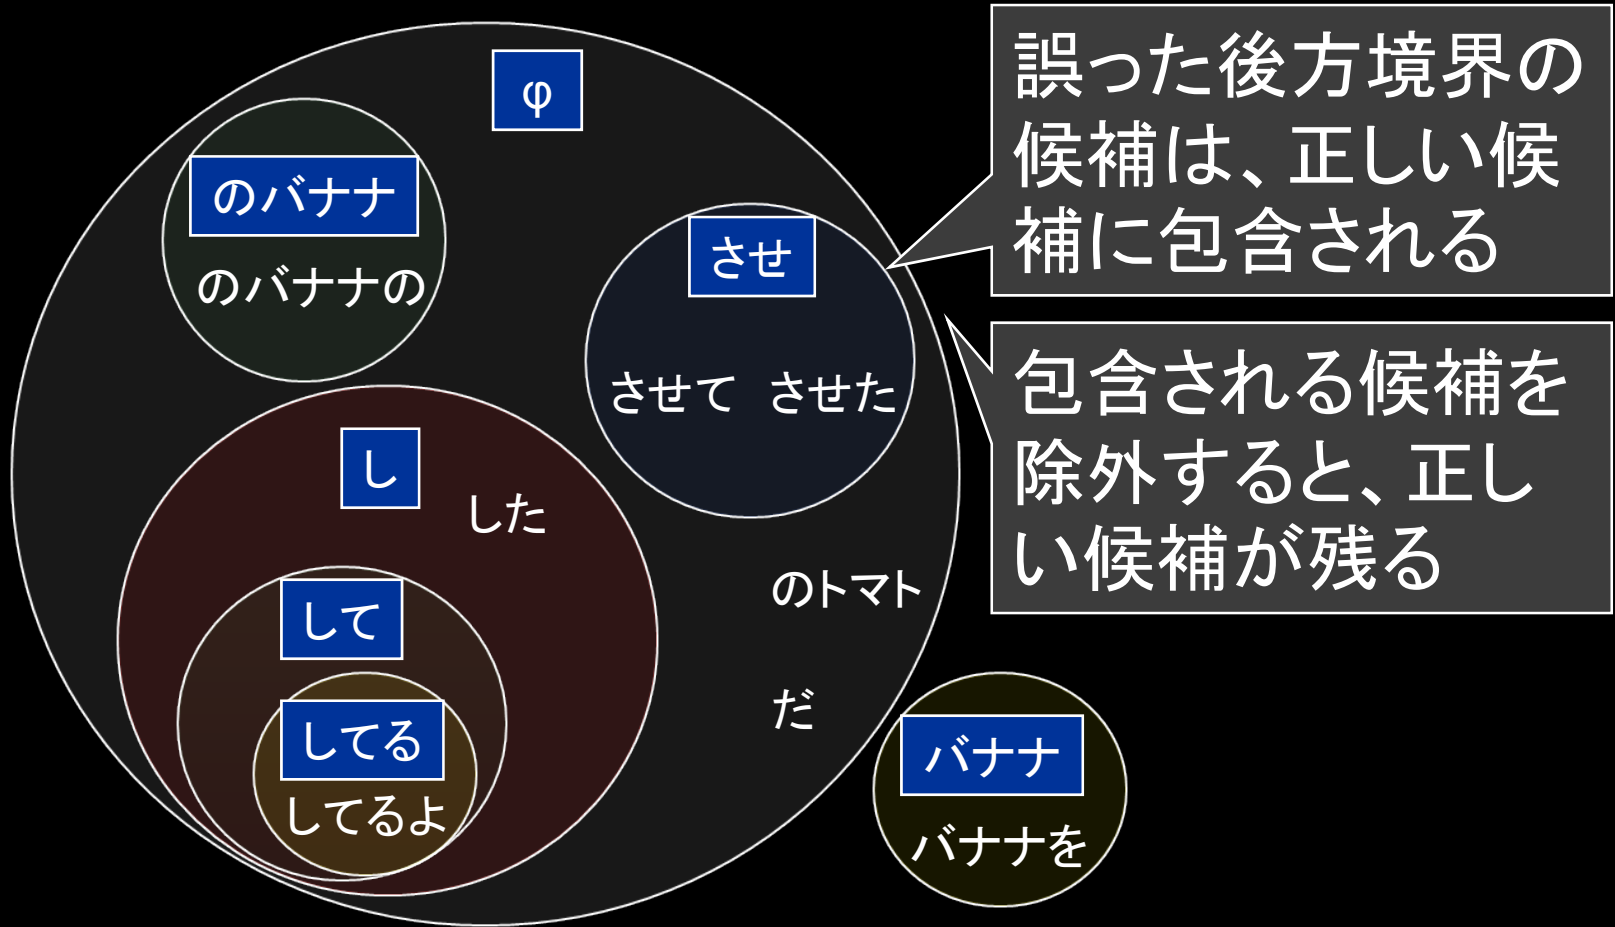 φ
のバナナ
のバナナの
させ
させて させた
し
した
して
してる
してるよ
のトマト
だ
バナナ
バナナを
誤った後方境界の
候補は、正しい候
補に包含される
包含される候補を
除外すると、正し
い候補が残る